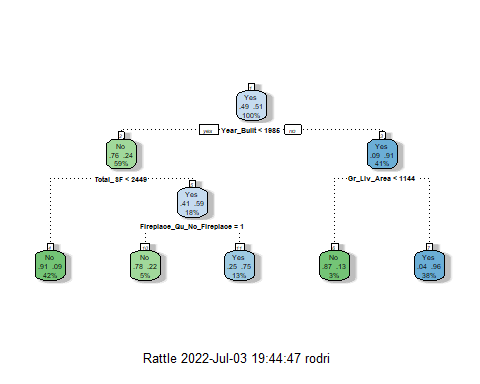 1
Yes
.49 .51
100%
yes Year_Built < 1985 no
2
No
.76 .24
59%
3
Yes
.09 .91
41%
Total_SF < 2449
Gr_Liv_Area < 1144
5
Yes
.41 .59
18%
Fireplace_Qu_No_Fireplace = 1
4
No
.91 .09
42%
10
No
.78 .22
5%
11
Yes
.25 .75
13%
6
No
.87 .13
3%
7
Yes
.04 .96
38%
Rattle 2022-Jul-03 19:44:47 rodri